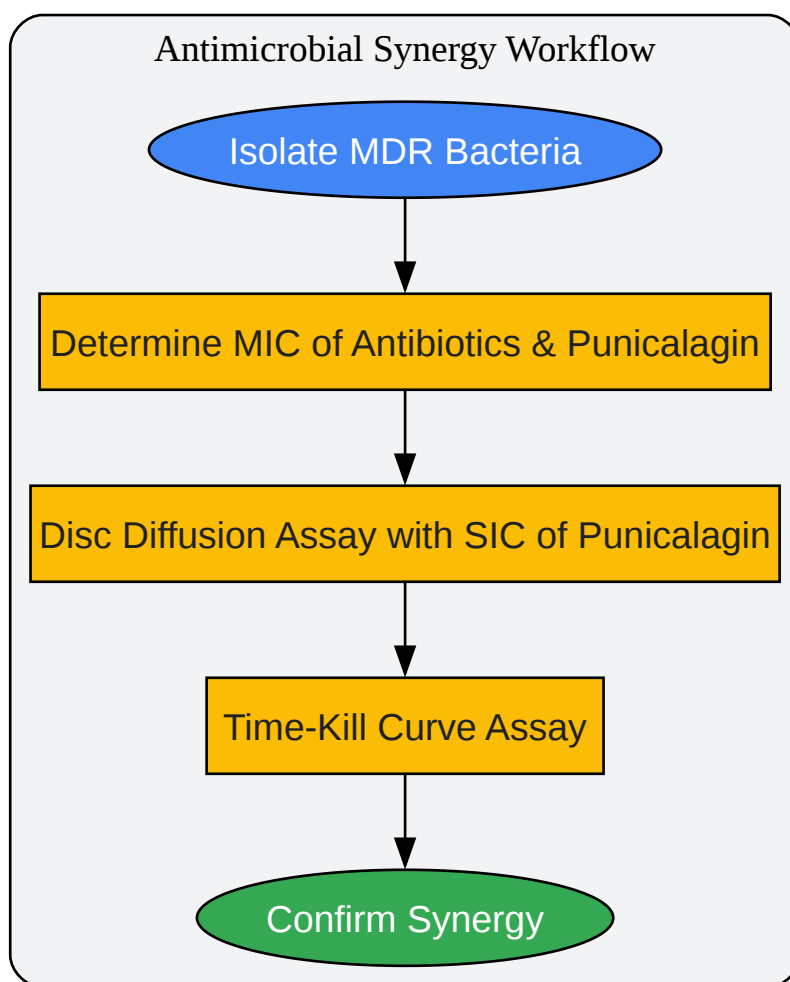 Antimicrobial Synergy Workflow
Isolate MDR Bacteria
Determine MIC of Antibiotics & Punicalagin
Disc Diffusion Assay with SIC of Punicalagin
Time-Kill Curve Assay
Confirm Synergy